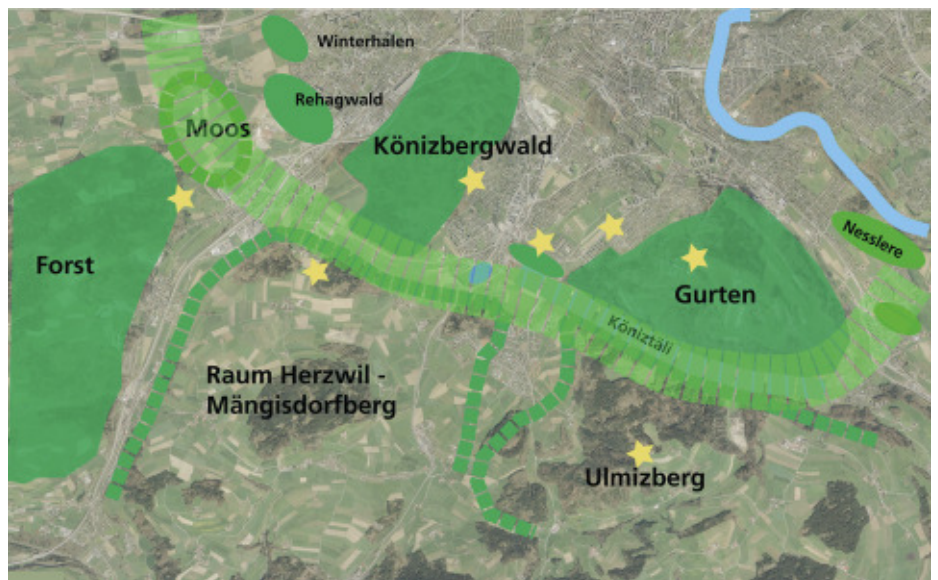 Winterhalen
Rehagwald
Moos
Könizbergwald
Nesslere
Forst
Gurten
Köniztäli
Raum Herzwil -
Mängisdorfberg
Ulmizberg